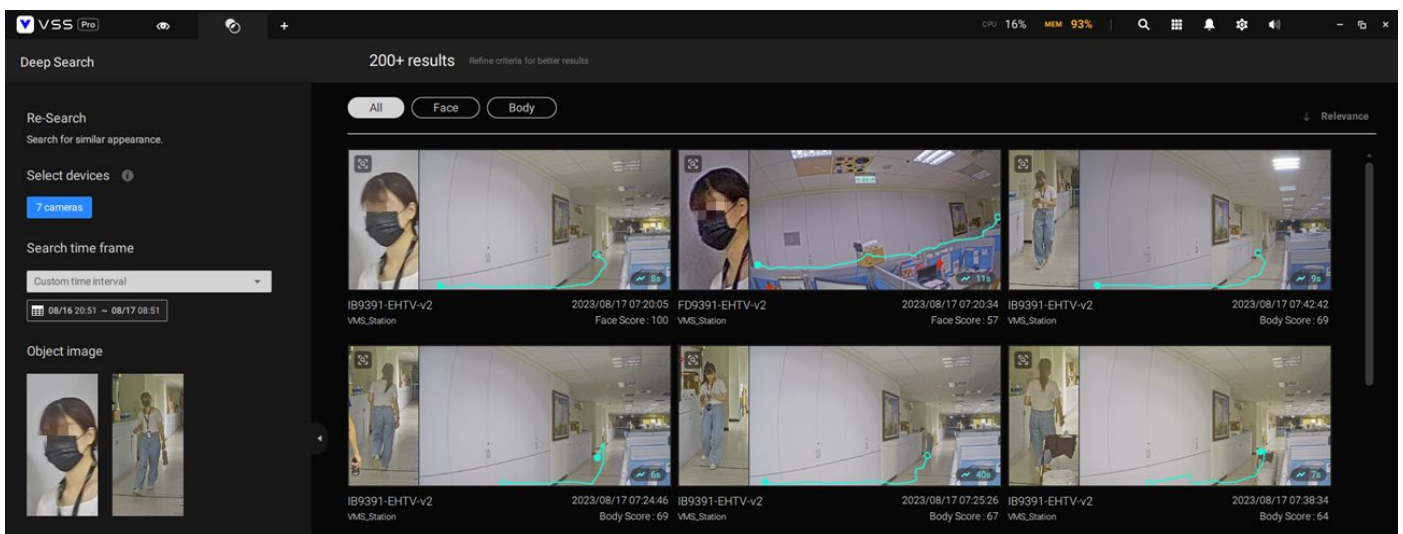 VSS Pro
+
CPU 16% MEM 93%
Deep Search
200+ results Refine criteria for better results
Re-Search
Search for similar appearance.
Select devices
7 cameras
Search time frame
Custom time interval
08/16 20:51 ~ 08/17 08:51
Object image
All Face Body
↓ Relevance
8s
IB9391-EHTV-v2 2023/08/17 07:20:05
VMS_Station Face Score : 100
11s
FD9391-EHTV-v2 2023/08/17 07:20:34
VMS_Station Face Score : 57
9s
IB9391-EHTV-v2 2023/08/17 07:42:42
VMS_Station Body Score : 69
6s
IB9391-EHTV-v2 2023/08/17 07:24:46
VMS_Station Body Score : 69
40s
IB9391-EHTV-v2 2023/08/17 07:25:26
VMS_Station Body Score : 67
7s
IB9391-EHTV-v2 2023/08/17 07:38:34
VMS_Station Body Score : 64